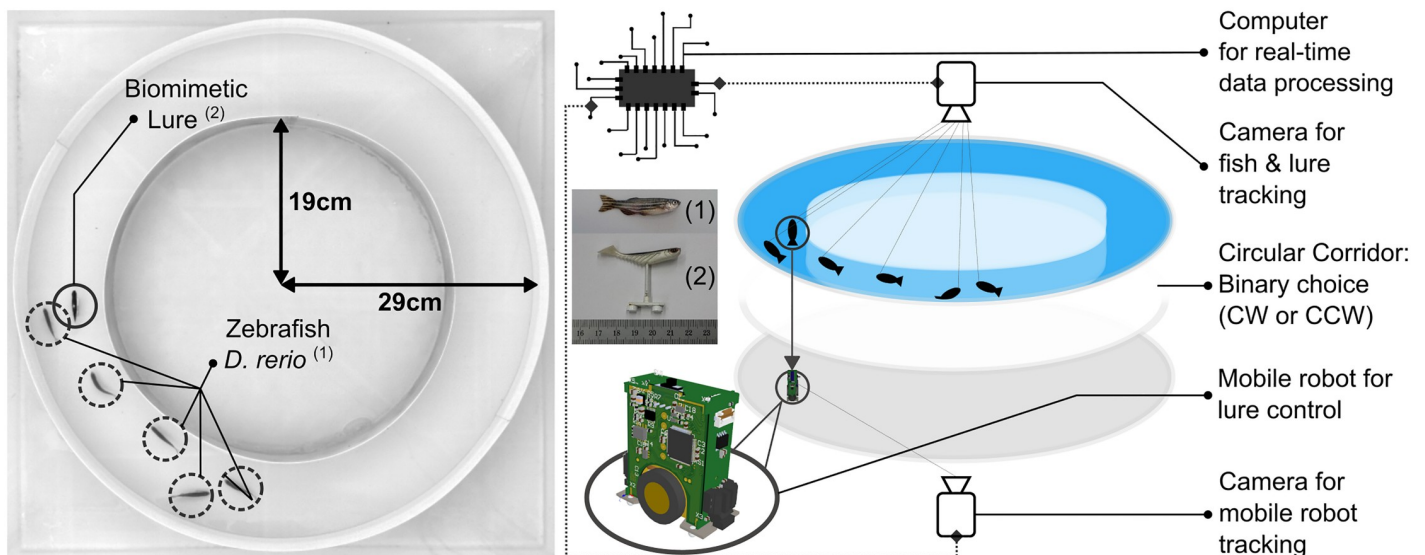 Biomimetic
Lure (2)
19cm
29cm
Zebrafish
D. rerio (1)
(1)
(2)
16 17 18 19 20 21 22 23
Computer
for real-time
data processing
Camera for
fish & lure
tracking
Circular Corridor:
Binary choice
(CW or CCW)
Mobile robot for
lure control
Camera for
mobile robot
tracking